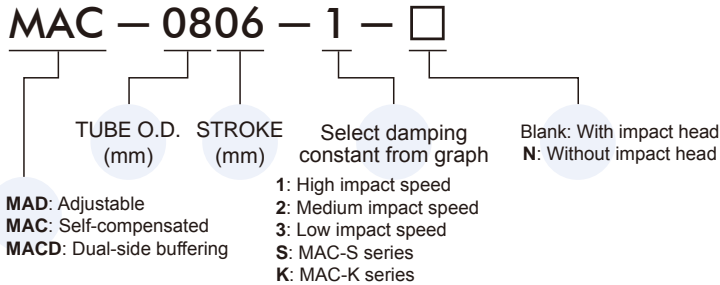 MAC – 0806 – 1 – □
TUBE O.D.
(mm)
STROKE
(mm)
Select damping
constant from graph
Blank: With impact head
N: Without impact head
MAD: Adjustable
MAC: Self-compensated
MACD: Dual-side buffering
1: High impact speed
2: Medium impact speed
3: Low impact speed
S: MAC-S series
K: MAC-K series